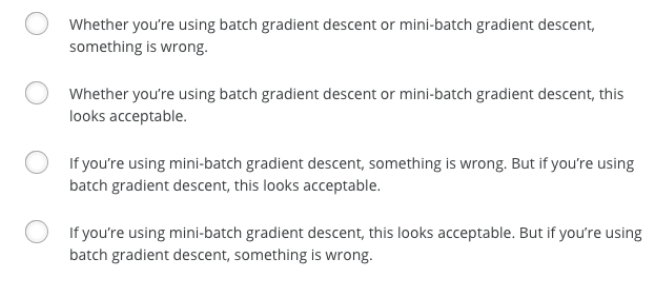 Whether you're using batch gradient descent or mini-batch gradient descent,
something is wrong.
Whether you're using batch gradient descent or mini-batch gradient descent, this
looks acceptable.
If you're using mini-batch gradient descent, something is wrong. But if you're using
batch gradient descent, this looks acceptable.
If you're using mini-batch gradient descent, this looks acceptable. But if you're using
batch gradient descent, something is wrong.